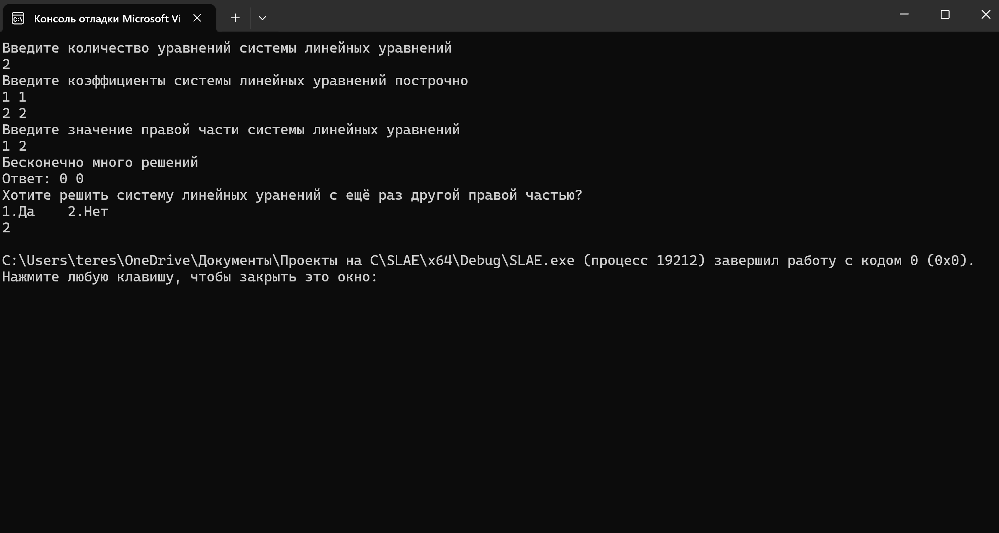 Консоль отладки Microsoft Vi
Введите количество уравнений системы линейных уравнений
2
Введите коэффициенты системы линейных уравнений построчно
1 1
2 2
Введите значение правой части системы линейных уравнений
1 2
Бесконечно много решений
Ответ: 0 0
Хотите решить систему линейных уранений с ещё раз другой правой частью?
1.Да    2.Нет
2
C:\Users\teres\OneDrive\Документы\Проекты на C\SLAE\x64\Debug\SLAE.exe (процесс 19212) завершил работу с кодом 0 (0x0).
Нажмите любую клавишу, чтобы закрыть это окно: